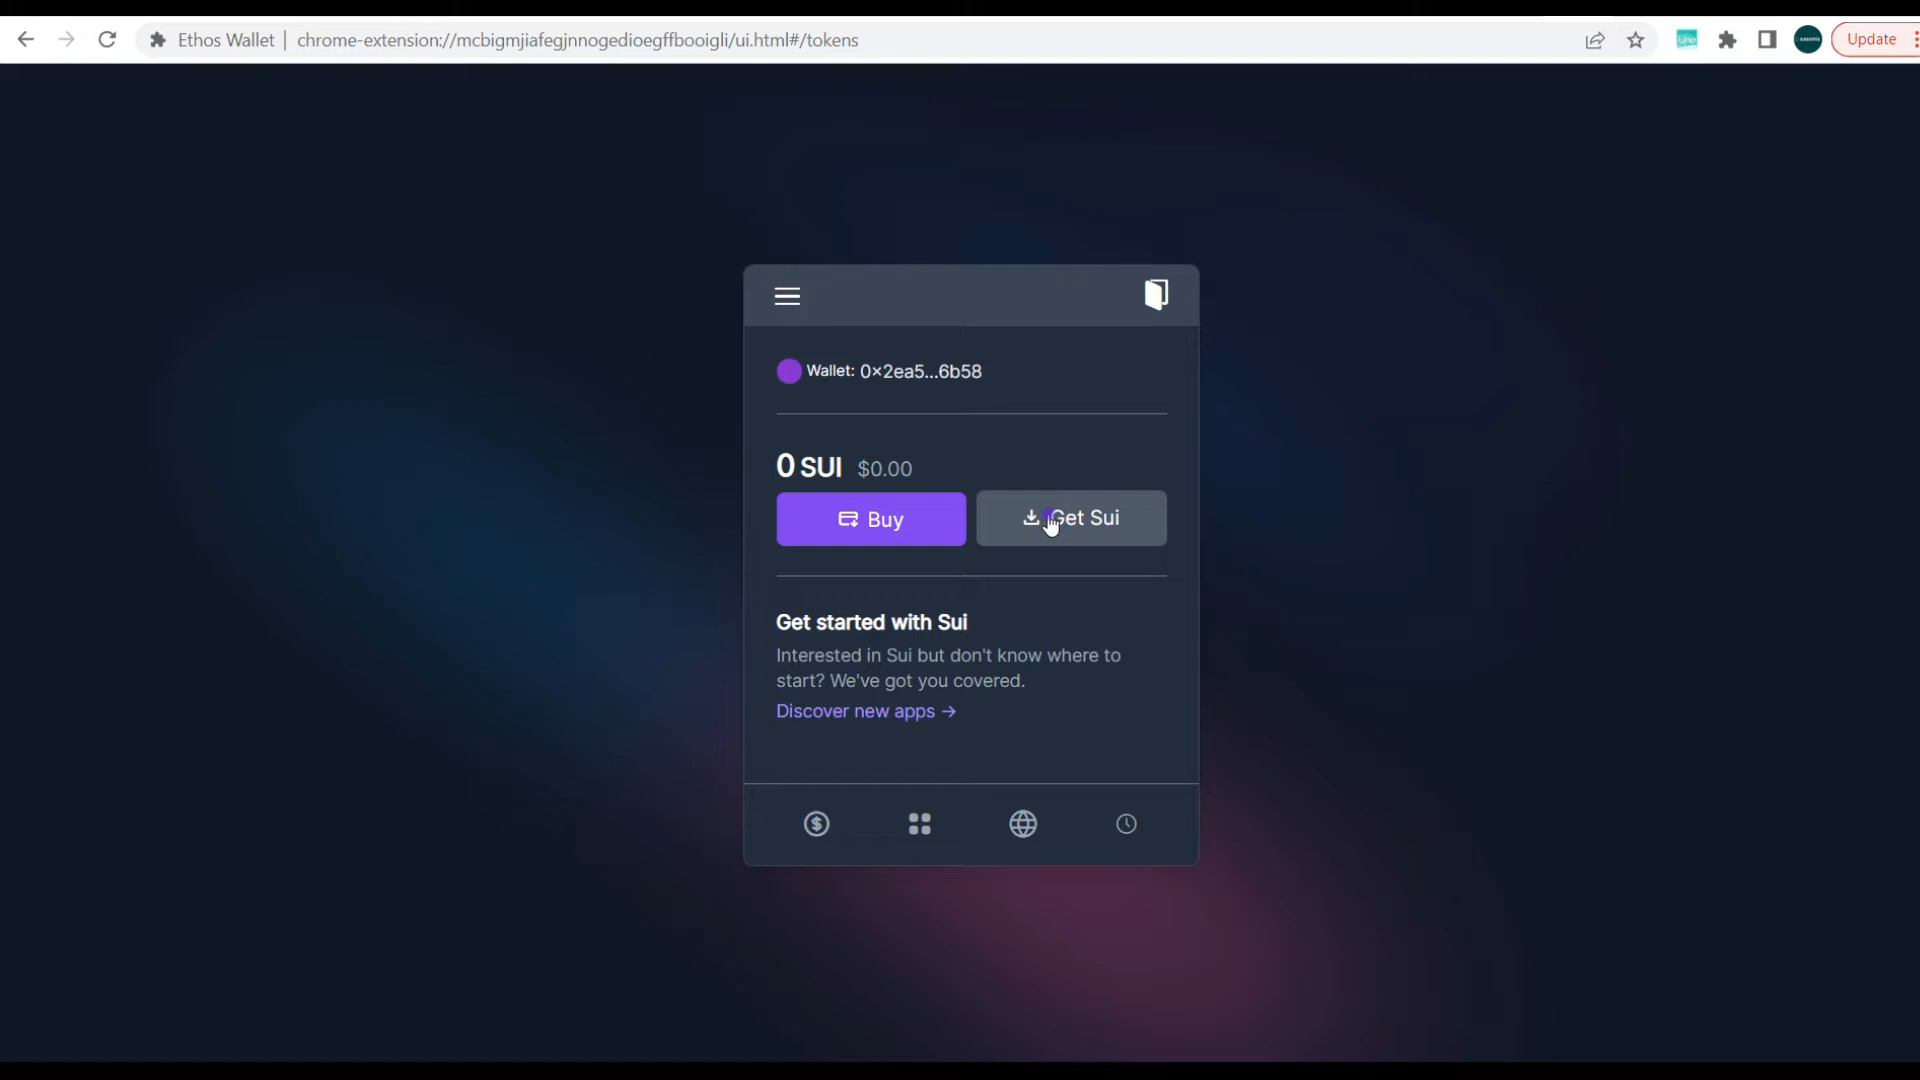 Ethos Wallet | chrome-extension://mcbigmjiafegjnnogedioegffbooigli/ui.html#/tokens
Update
Wallet: 0×2ea5...6b58
0 SUI $0.00
Buy
Get Sui
Get started with Sui
Interested in Sui but don't know where to
start? We've got you covered.
Discover new apps →